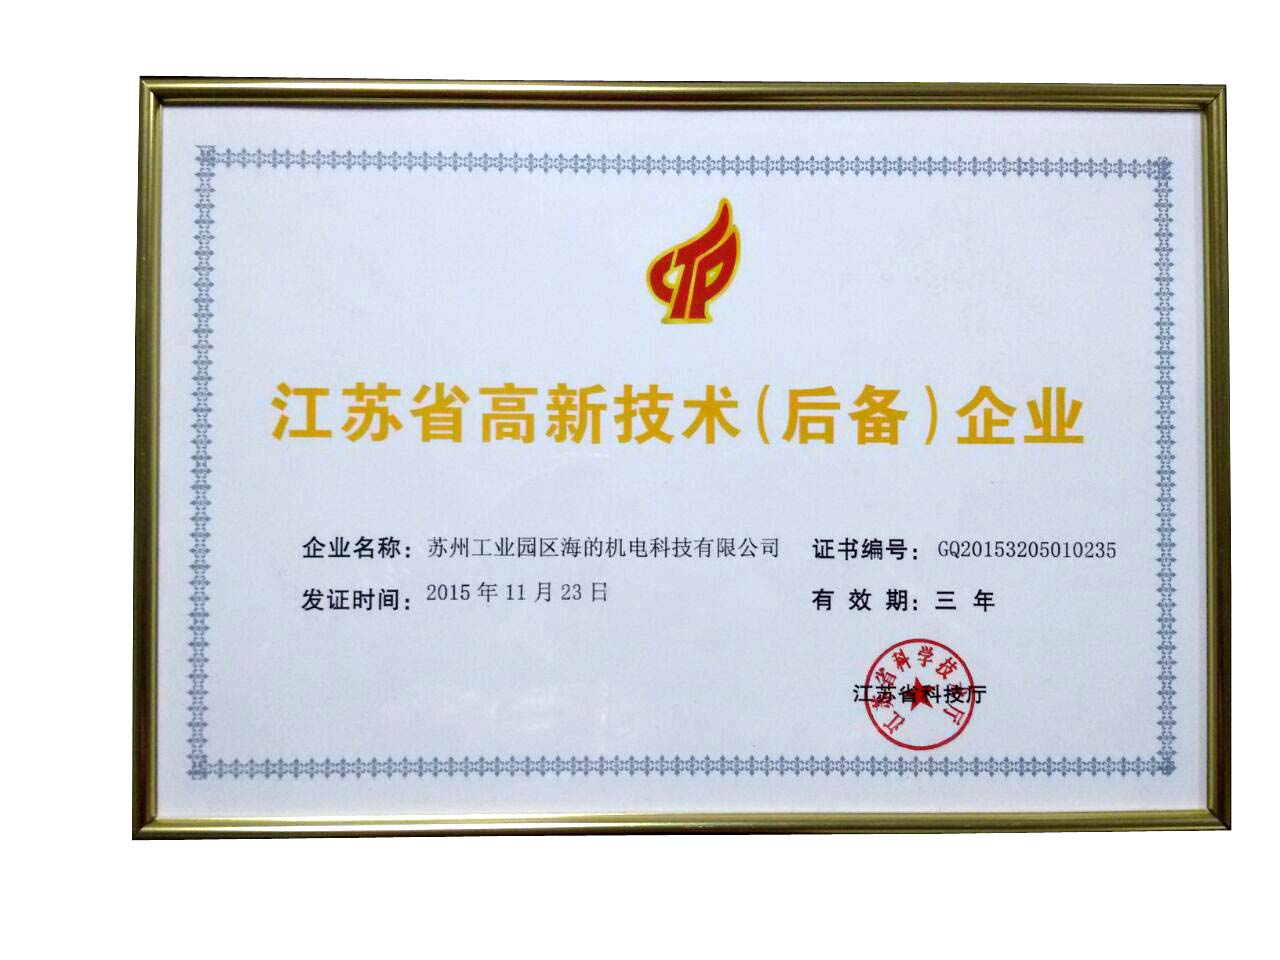 CTP
江苏省高新技术（后备）企业
企业名称：苏州工业园区海的机电科技有限公司 证书编号：GQ20153205010235
发证时间：2015年11月23日 有效期：三年
江苏省科技厅
江苏省科学技术厅